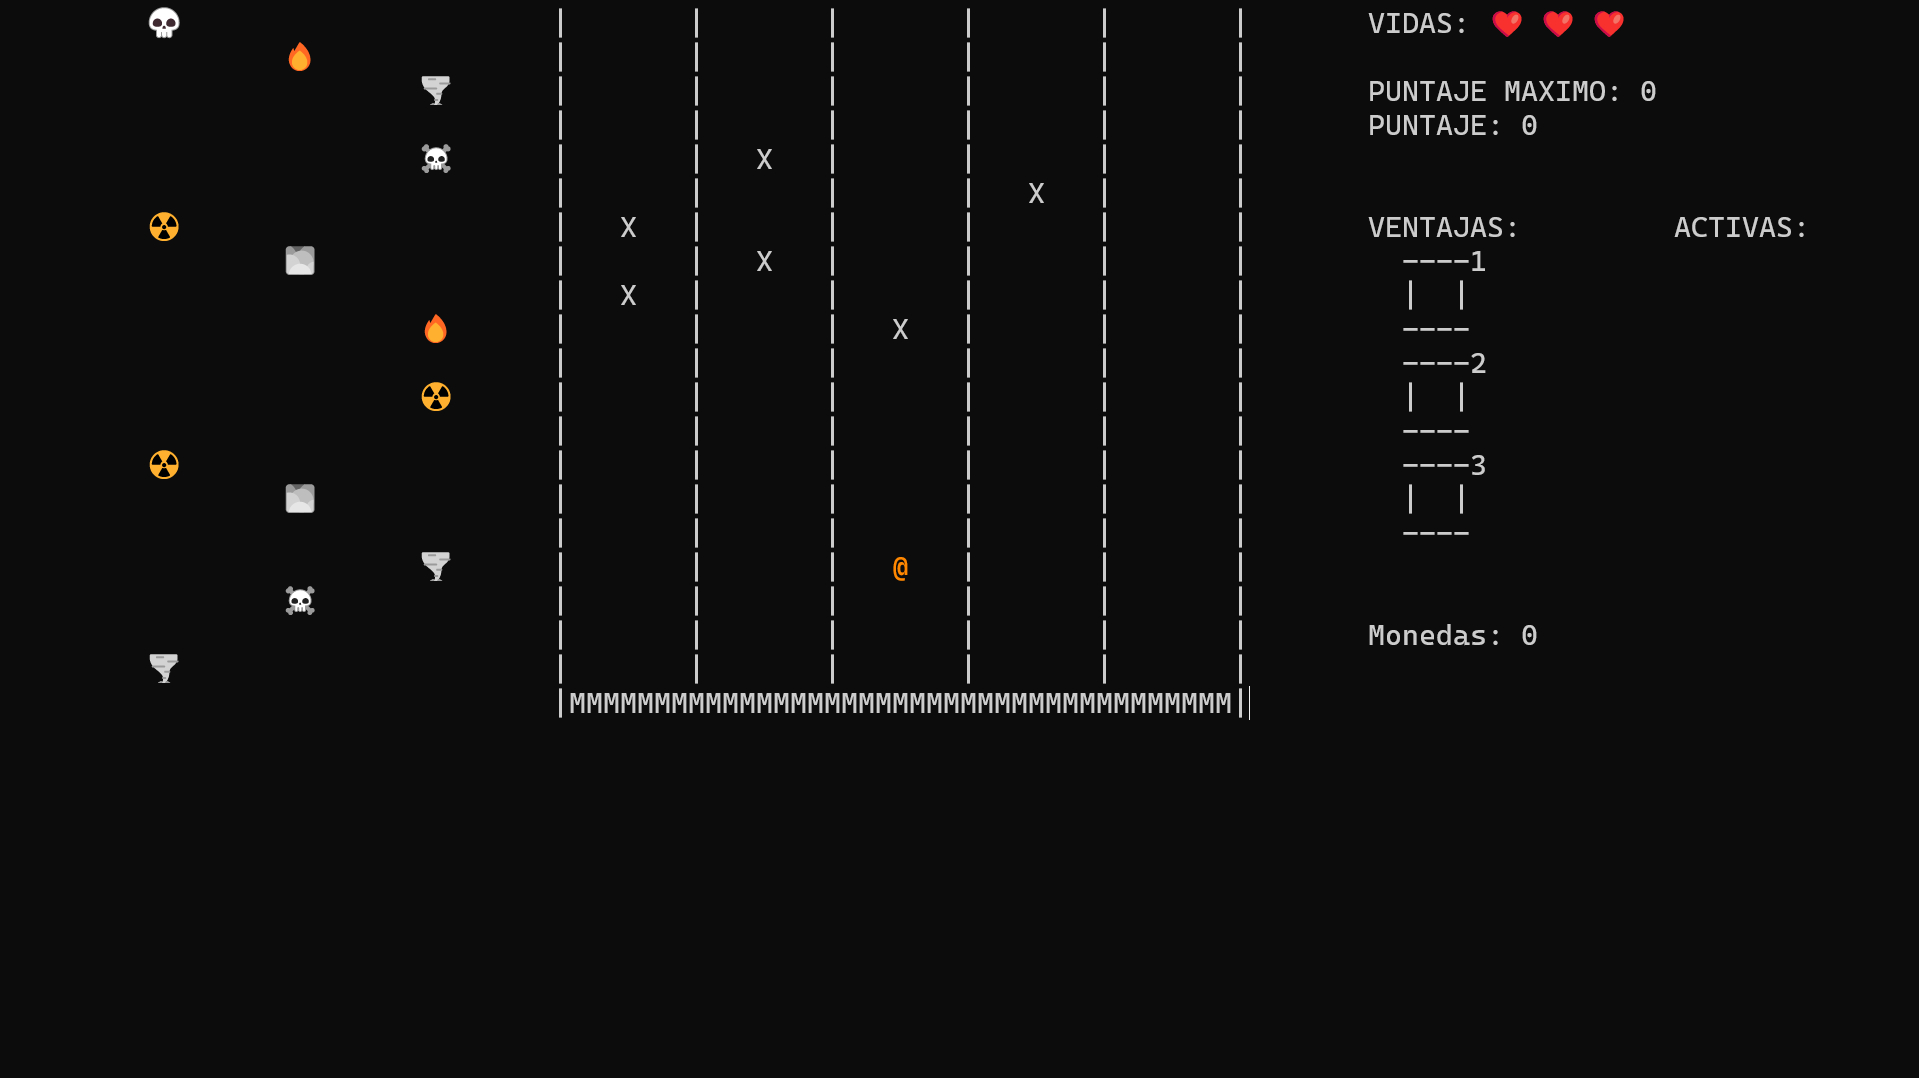 VIDAS: ❤ ❤ ❤
PUNTAJE MAXIMO: 0
PUNTAJE: 0
X
X
X
VENTAJAS: ACTIVAS:
X
----1
X
| |
X
----
----2
| |
----
----3
| |
----
@
Monedas: 0
|MMMMMMMMMMMMMMMMMMMMMMMMMMMMMMMMMMMMMMM|